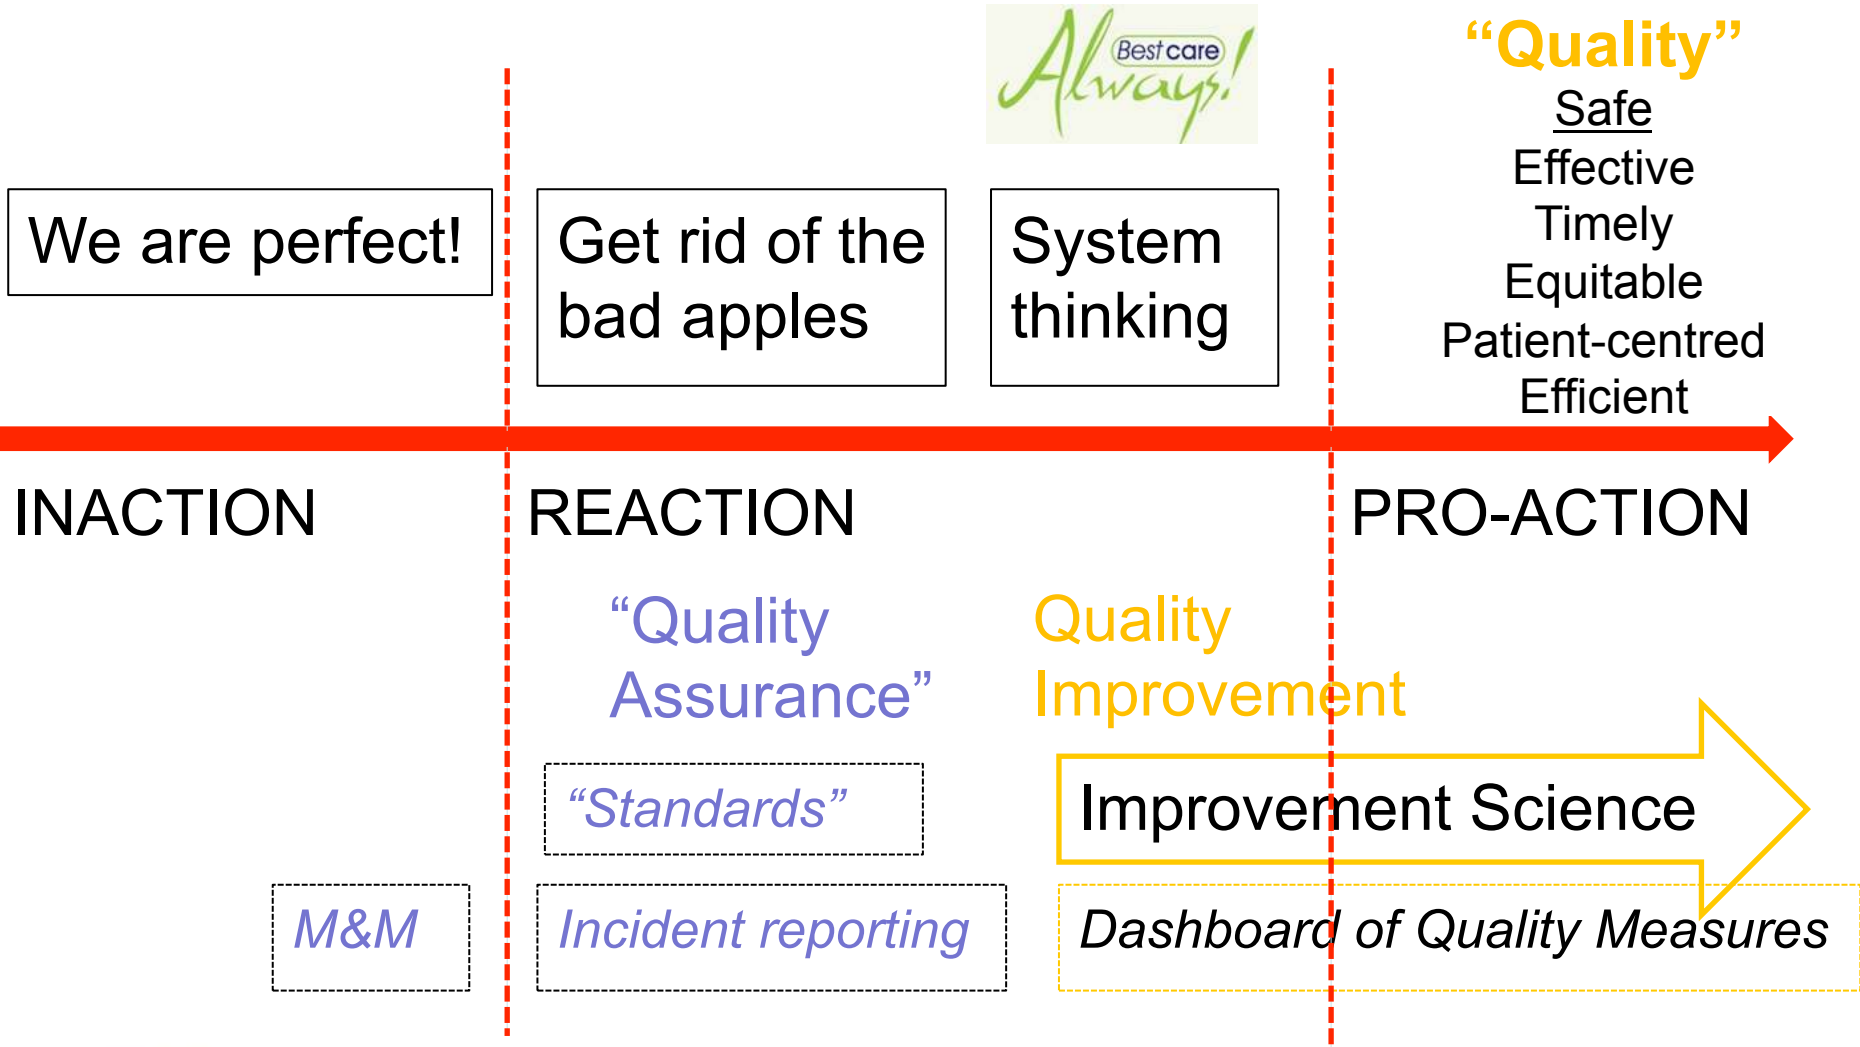 Best care
Always!
“Quality”
Safe
Effective
Timely
Equitable
Patient-centred
Efficient
We are perfect!
Get rid of the
bad apples
System
thinking
INACTION
REACTION
PRO-ACTION
“Quality
Assurance”
Quality
Improvement
“Standards”
Improvement Science
M&M
Incident reporting
Dashboard of Quality Measures